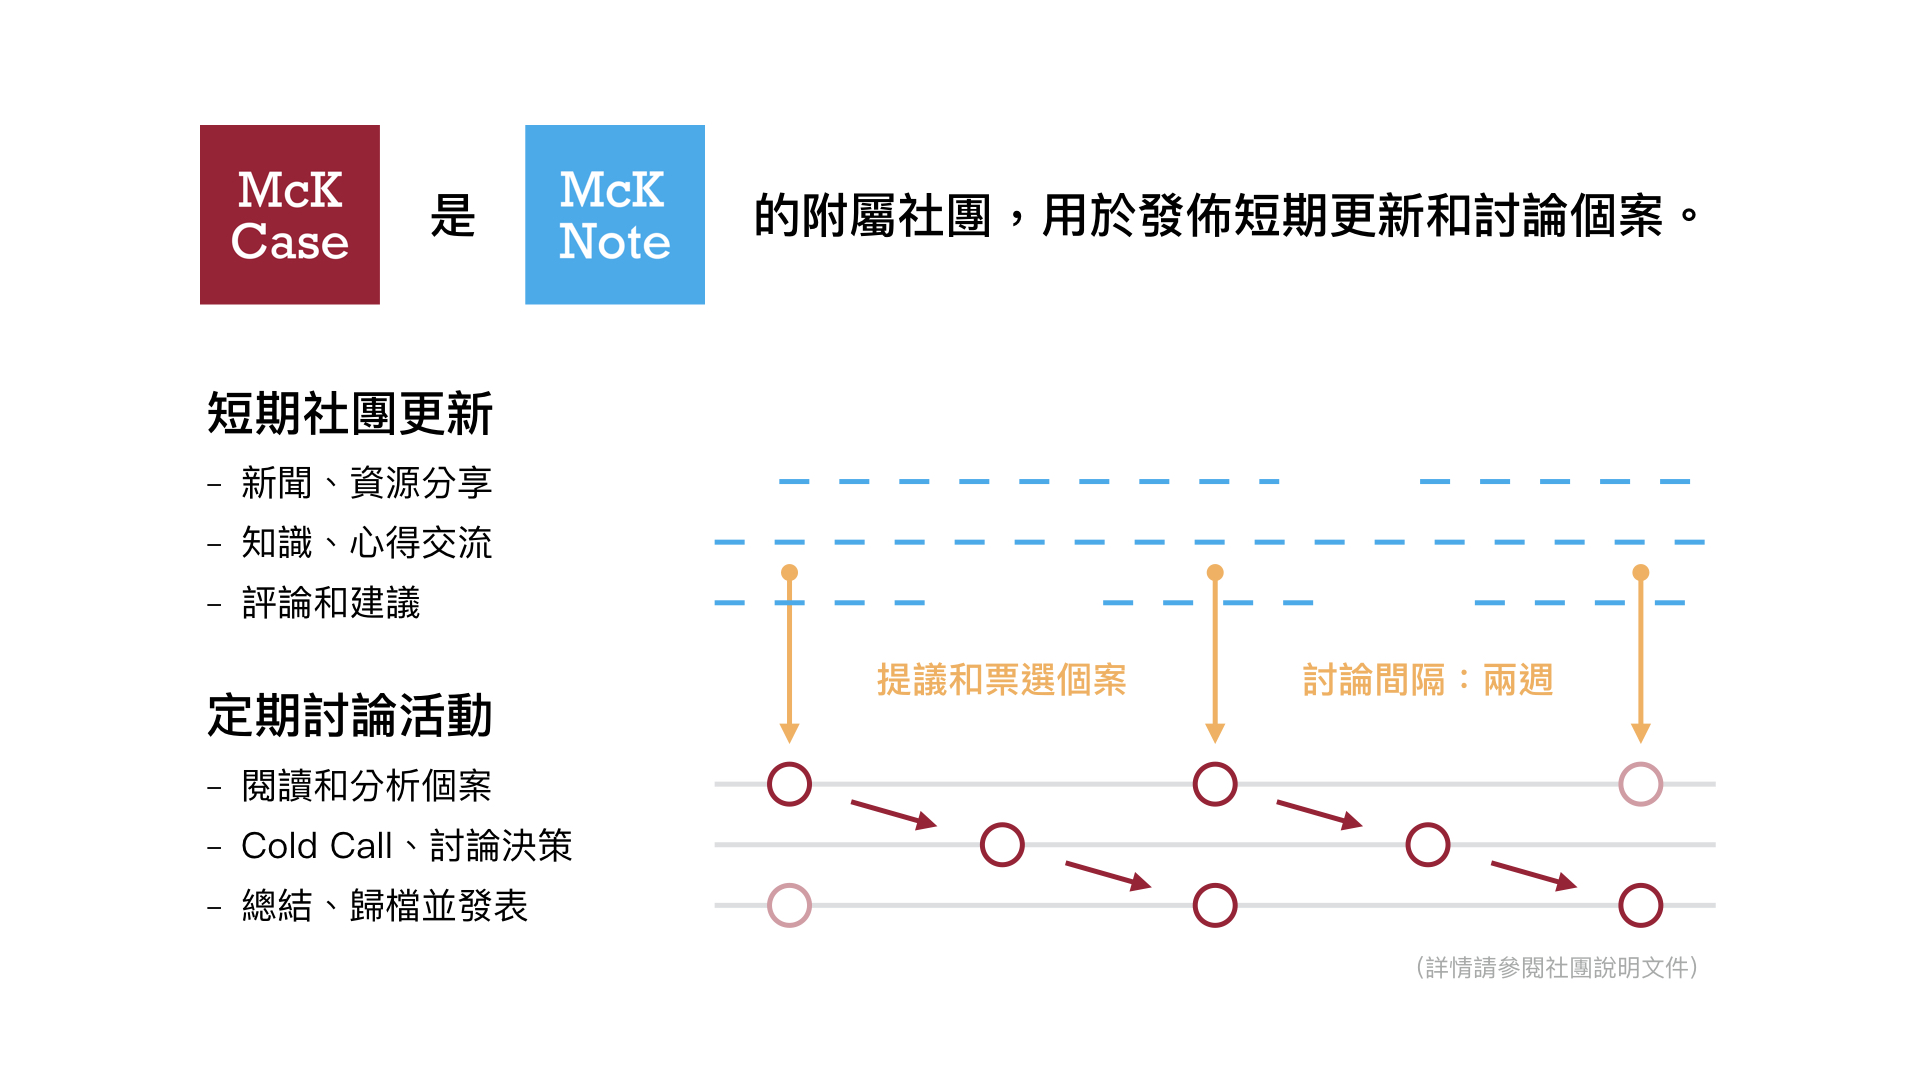 McK
Case
是
McK
Note
的附屬社團，用於發佈短期更新和討論個案。
短期社團更新
– 新聞、資源分享
– 知識、心得交流
– 評論和建議
提議和票選個案
討論間隔：兩週
定期討論活動
– 閱讀和分析個案
– Cold Call、討論決策
– 總結、歸檔並發表
（詳情請參閱社團說明文件）